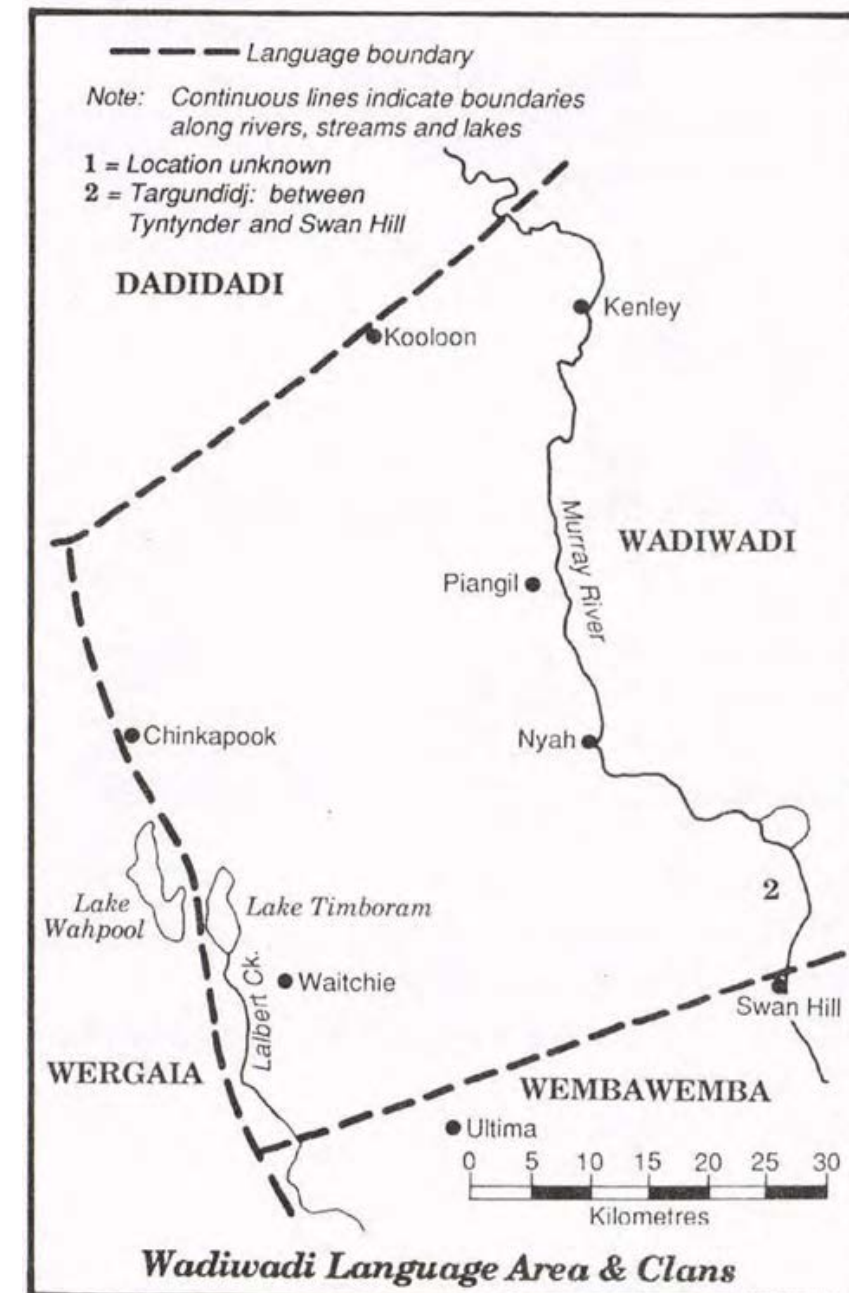 Language boundary
Note: Continuous lines indicate boundaries
along rivers, streams and lakes
1 = Location unknown
2 = Targundidj: between
Tyntynder and Swan Hill
DADIDADI
Kenley
Kooloon
WADIWADI
Murray River
Piangil
Chinkapook
Nyah
Lake
Wahpool
Lake Timboram
2
Lalbert Ck.
Waitchie
Swan Hill
WERGAIA
WEMBAWEMBA
Ultima
0 5 10 15 20 26 30
Kilometres
Wadiwadi Language Area & Clans